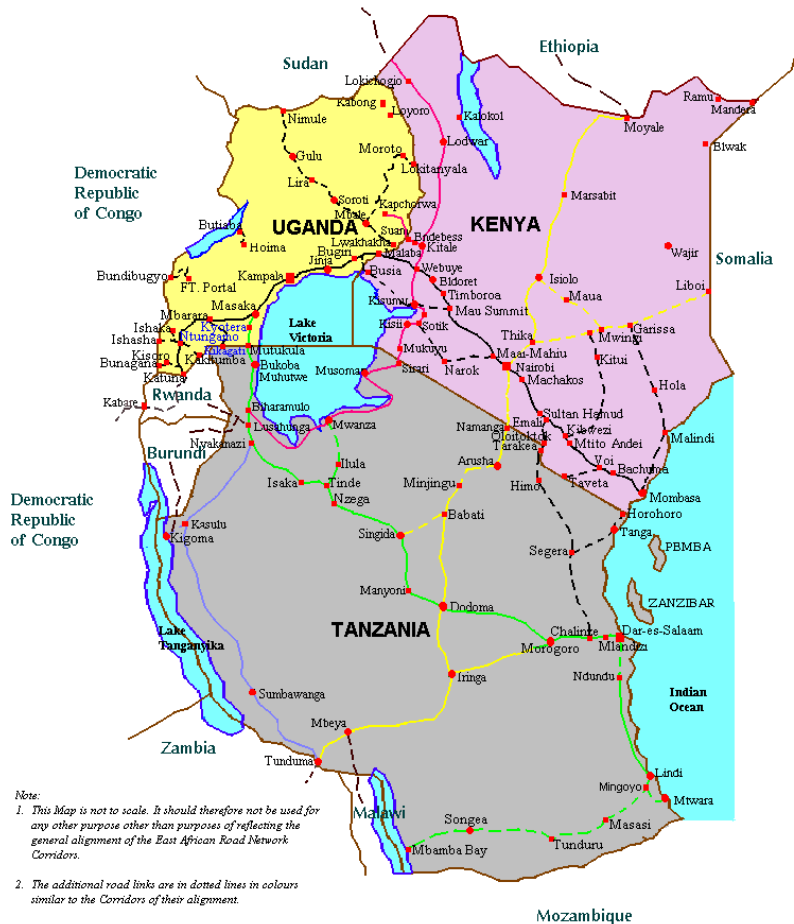 Ethiopia
Sudan
Lokichogio
Ramu
Mandera
Kabong
Loyoro
Kalokol
Nimule
Moyale
Lodwar
Elwak
Democratic
Republic
of Congo
Gulu
Moroto
Lokitanyala
Lira
Marsabit
Soroti
Kapchorwa
Mbale
Suam
UGANDA
KENYA
Butiaba
Hoima
Lwakhakha
Endebess
Kitale
Wajir
Somalia
Bugiri
Malaba
Jinja
Bundibugyo
FT. Portal
Kampala
Busia
Webuye
Eldoret
Isiolo
Liboi
Timboroa
Maua
Masaka
Mbarara
Kisumu
Mau Summit
Ishaka
Kyotera
Lake
Victoria
Kisii
Sotik
Thika
Mwingi
Garissa
Ishasha
Ntungamo
Kisoro
Kikagati
Mutukula
Mukuyu
Maai-Mahiu
Kitui
Bunagana
Kakitumba
Bukoba
Narok
Nairobi
Katuna
Muhutwe
Musoma
Sirari
Machakos
Hola
Rwanda
Kabare
Biharamulo
Sultan Hamud
Lusahunga
Mwanza
Namanga
Emali
Kibwezi
Oloitoktok
Malindi
Nyakanazi
Tarakea
Mtito Andei
Burundi
Ilula
Arusha
Voi
Bachuma
Isaka
Tinde
Minjingu
Himo
Taveta
Democratic
Republic
of Congo
Nzega
Mombasa
Babati
Horohoro
Kasulu
Tanga
Kigoma
Singida
Segera
PBMBA
Manyoni
ZANZIBAR
Dodoma
TANZANIA
Chalinze
Dar-es-Salaam
Lake
Tanganyika
Morogoro
Mlandizi
Iringa
Ndundu
Sumbawanga
Indian
Ocean
Mbeya
Zambia
Tunduma
Lindi
Mingoyo
Mtwara
Malawi
Songea
Masasi
Mbamba Bay
Tunduru
Mozambique
Note:
1. This Map is not to scale. It should therefore not be used for
any other purpose other than purposes of reflecting the
general alignment of the East African Road Network
Corridors.
2. The additional road links are in dotted lines in colours
similar to the Corridors of their alignment.